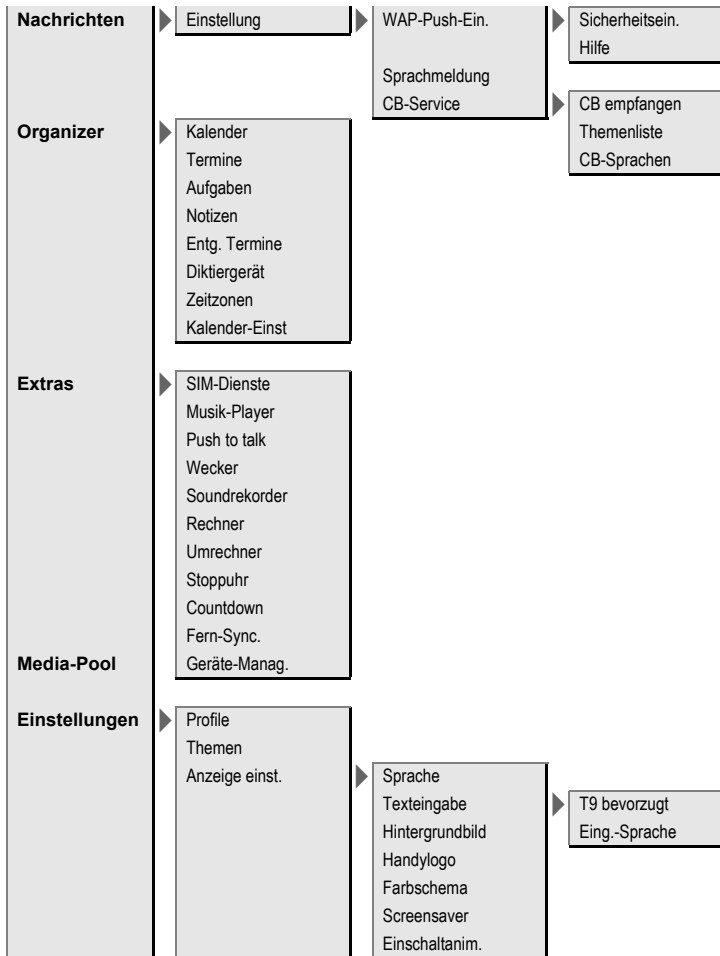 Nachrichten Einstellung WAP-Push-Ein. Sicherheitsein.
Hilfe
Sprachmeldung
CB-Service CB empfangen
Organizer Kalender Themenliste
Termine CB-Sprachen
Aufgaben
Notizen
Entg. Termine
Diktiergerät
Zeitzonen
Kalender-Einst
Extras SIM-Dienste
Musik-Player
Push to talk
Wecker
Soundrekorder
Rechner
Umrechner
Stoppuhr
Countdown
Fern-Sync.
Media-Pool Geräte-Manag.
Einstellungen Profile
Themen
Anzeige einst. Sprache
Texteingabe T9 bevorzugt
Hintergrundbild Eing.-Sprache
Handylogo
Farbschema
Screensaver
Einschaltanim.